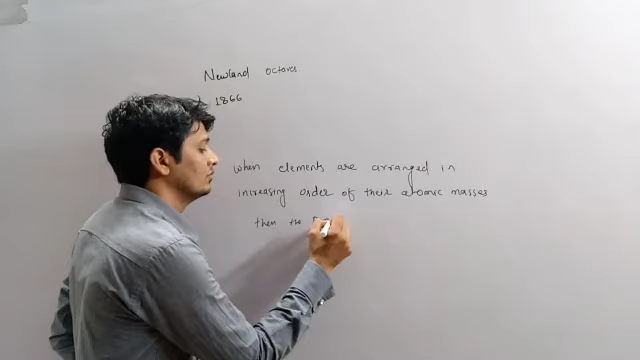 Newland octaves.
1866
when elements are arranged in
increasing order of their atomic masses
then the